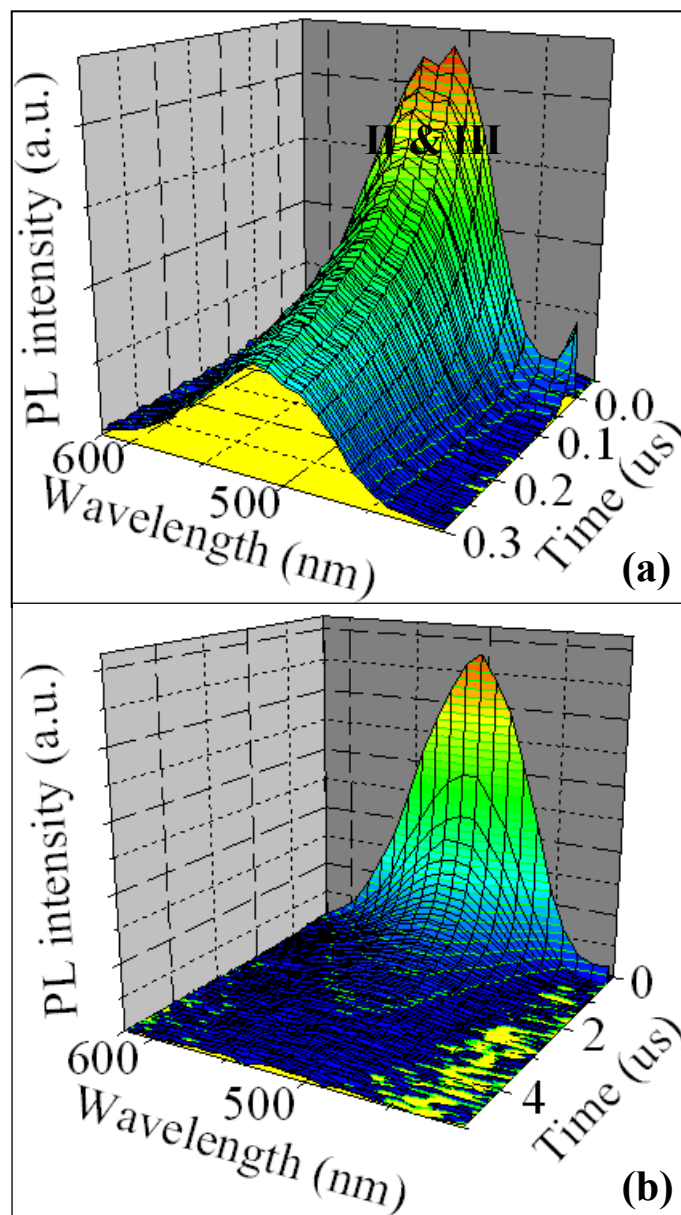 II & III
PL intensity (a.u.)
600
500
Wavelength (nm)
0.0
0.1
0.2
0.3
Time (us)
(a)
PL intensity (a.u.)
600
500
Wavelength (nm)
0
2
4
Time (us)
(b)